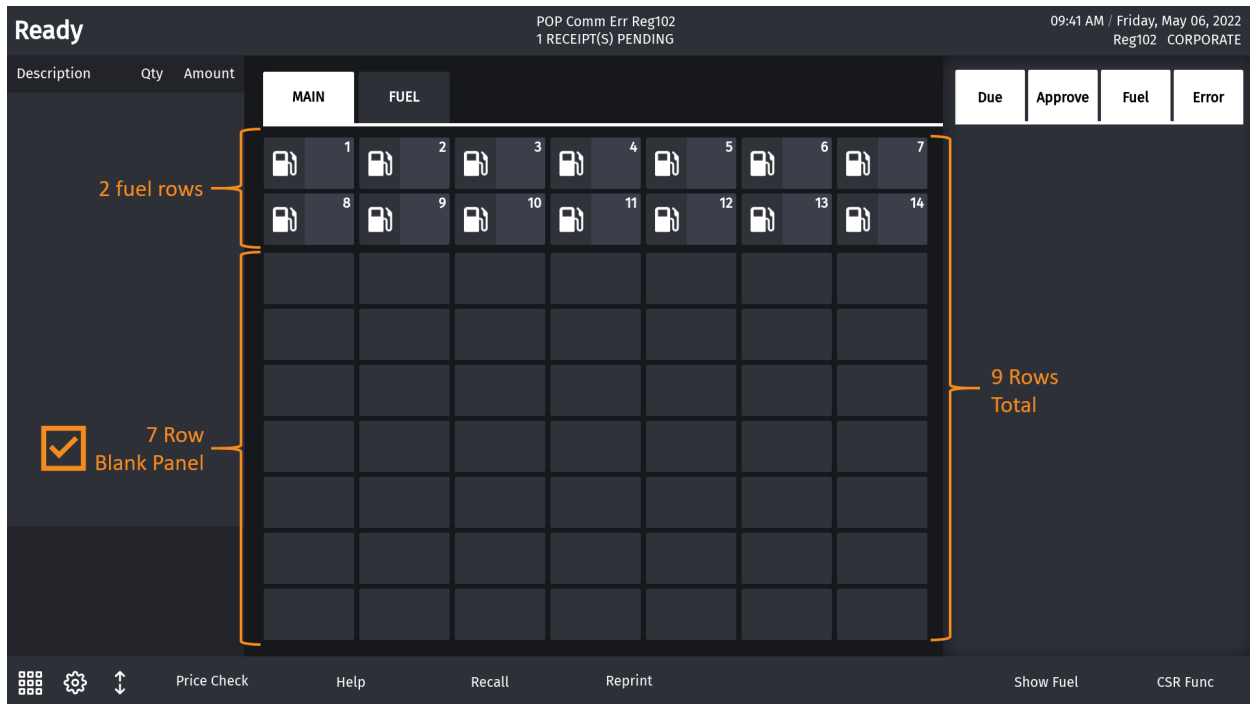 Ready
POP Comm Err Reg102
1 RECEIPT(S) PENDING
09:41 AM / Friday, May 06, 2022
Reg102 CORPORATE
Description Qty Amount
MAIN FUEL
Due Approve Fuel Error
1 2 3 4 5 6 7
2 fuel rows
8 9 10 11 12 13 14
9 Rows
Total
7 Row
Blank Panel
Price Check Help Recall Reprint Show Fuel CSR Func